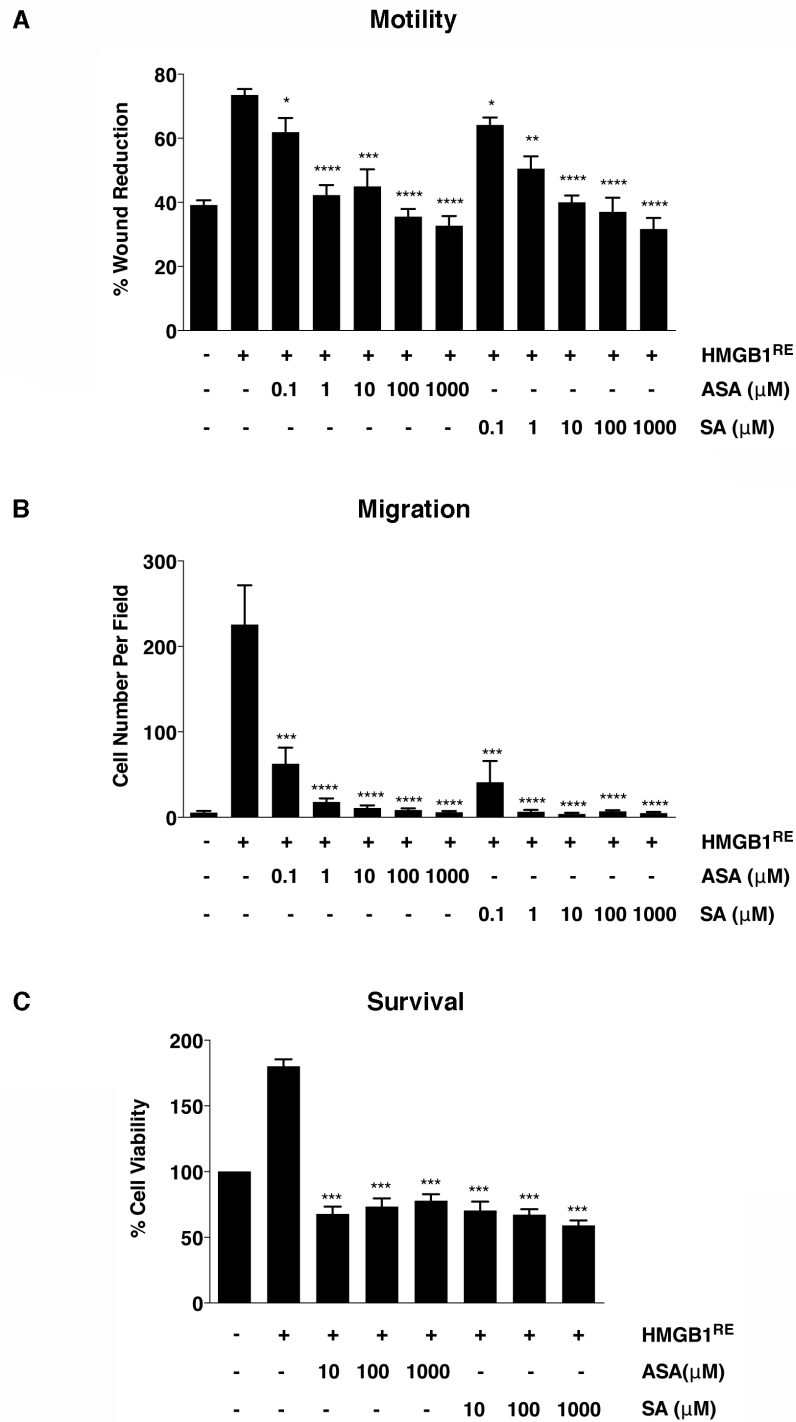 A Motility
80
*
*
***
**
60
****
****
****
****
****
****
40
20
0
% Wound Reduction
- + + + + + + + + + + + HMGB1RE
- - 0.1 1 10 100 1000 - - - - - ASA (μM)
- - - - - - - 0.1 1 10 100 1000 SA (μM)
B Migration
300
200
100
0
Cell Number Per Field
*** **** **** **** **** *** **** **** **** ****
- + + + + + + + + + + + HMGB1RE
- - 0.1 1 10 100 1000 - - - - - ASA (μM)
- - - - - - - 0.1 1 10 100 1000 SA (μM)
C Survival
200
150
100
50
0
% Cell Viability
*** *** *** *** *** ***
- + + + + + + + HMGB1RE
- - 10 100 1000 - - - ASA(μM)
- - - - - 10 100 1000 SA (μM)